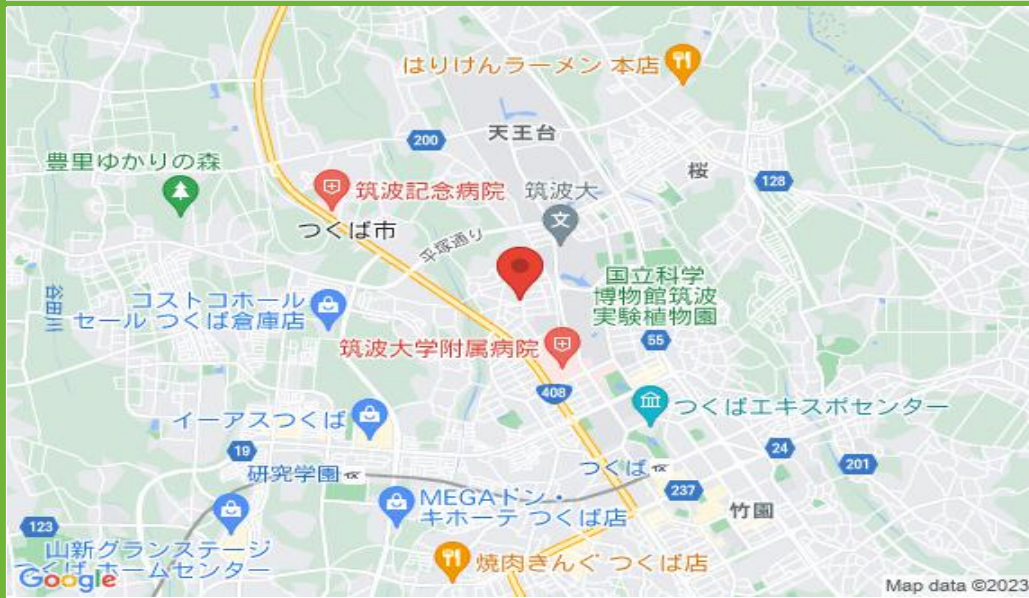 はりけんラーメン 本店
天王台
200
豊里ゆかりの森
桜
128
筑波記念病院
筑波大
文
つくば市
平塚通り
国立科学
博物館筑波
実験植物園
谷田川
コストコホール
セール つくば倉庫店
筑波大学附属病院
55
408
つくばエキスポセンター
イーアスつくば
19
24
研究学園
つくば
201
237
MEGAドン・
キホーテ つくば店
竹園
123
山新グランステージ
つくば ホームセンター
焼肉きんぐ つくば店
Google
Map data ©2023